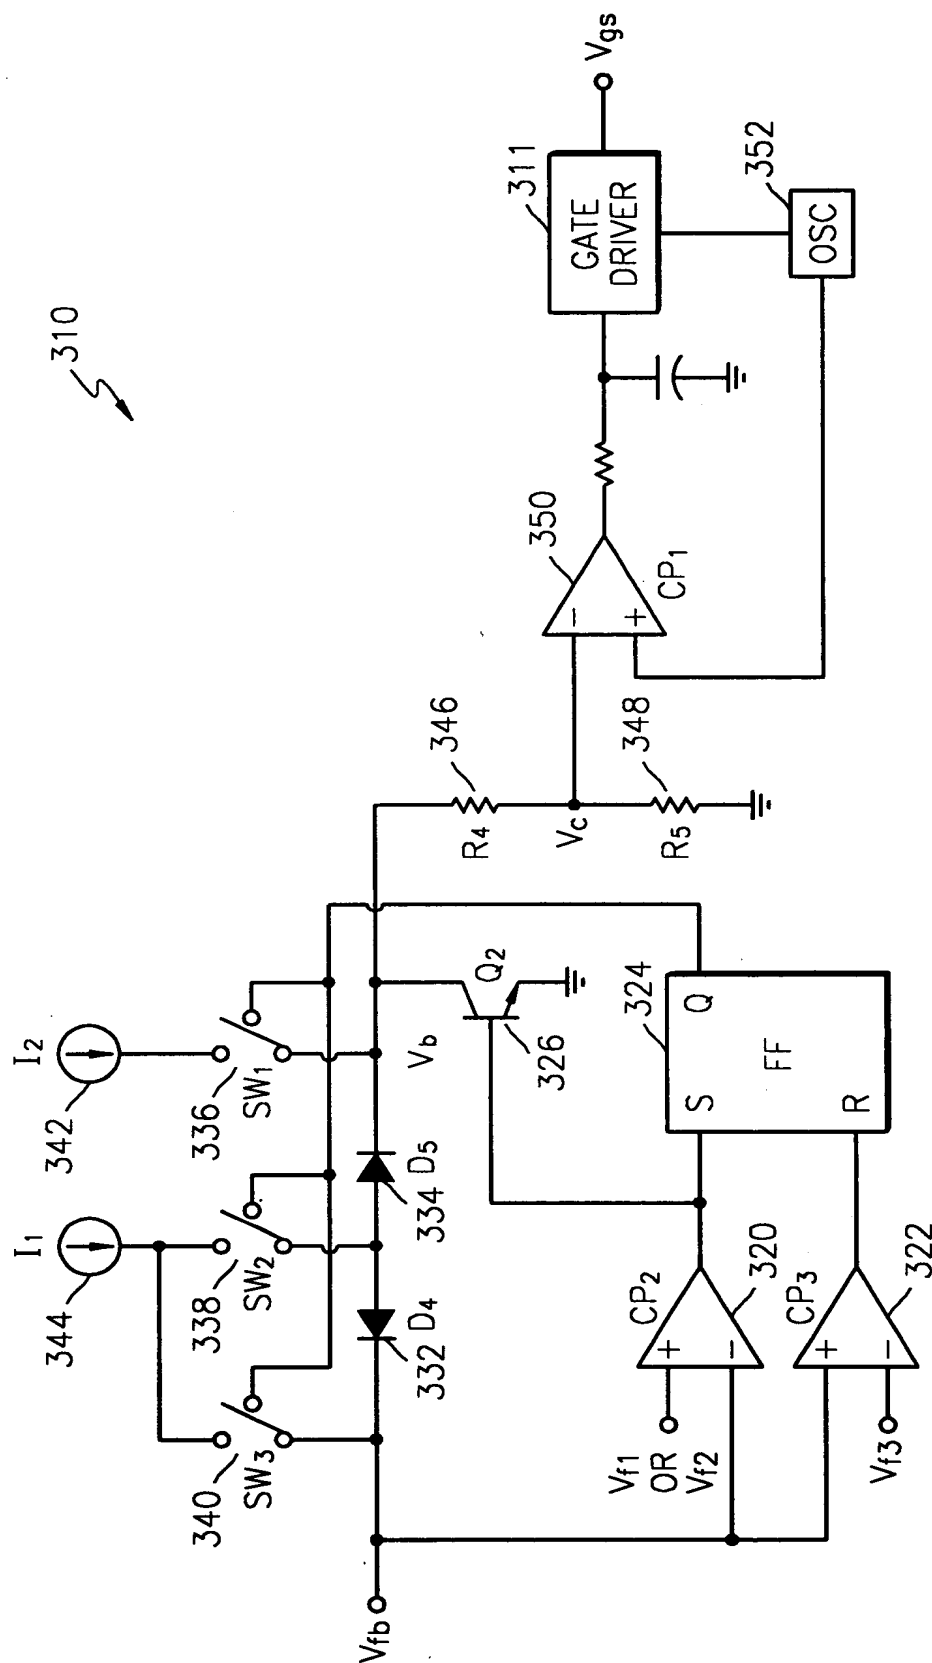 310
I2
342
336
SW1
I1
344
338
SW2
340
SW3
Vfb
332
D4
334
D5
Vb
Q2
326
R4
346
Vc
R5
348
350
CP1
-
+
311
GATE
DRIVER
Vgs
352
OSC
324
Q
FF
S
R
CP2
320
+
-
CP3
322
+
-
Vf1
OR
Vf2
Vf3